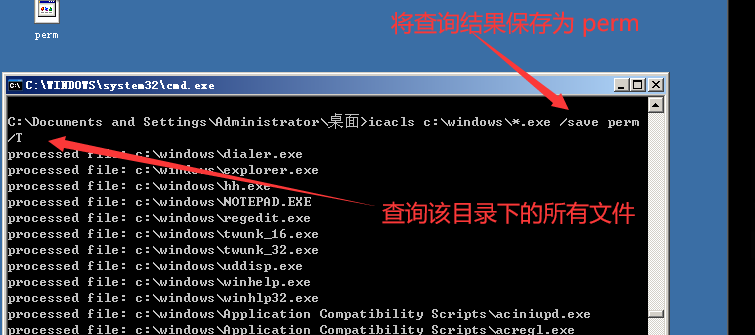 将查询结果保存为 perm
perm
C:\WINDOWS\system32\cmd.exe
C:\Documents and Settings\Administrator\桌面>icacls c:\windows\*.exe /save perm
/T
processed file: c:\windows\dialer.exe
processed file: c:\windows\explorer.exe
processed file: c:\windows\hh.exe
processed file: c:\windows\NOTEPAD.EXE
查询该目录下的所有文件
processed file: c:\windows\regedit.exe
processed file: c:\windows\twunk_16.exe
processed file: c:\windows\twunk_32.exe
processed file: c:\windows\uddisp.exe
processed file: c:\windows\winhelp.exe
processed file: c:\windows\winhlp32.exe
processed file: c:\windows\Application Compatibility Scripts\aciniupd.exe
processed file: c:\windows\Application Compatibility Scripts\acregl.exe